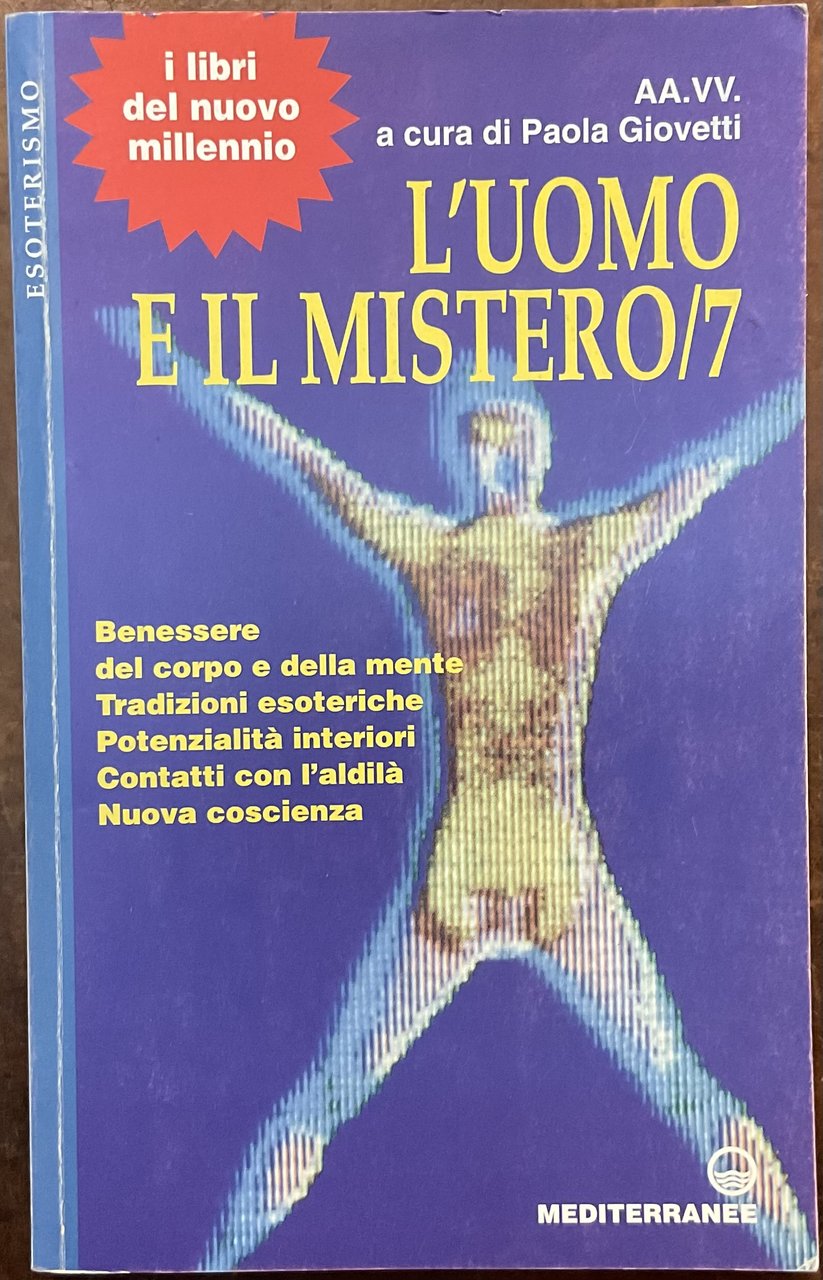 ESOTERISMO
i libri
del nuovo
millennio
AA.VV.
a cura di Paola Giovetti
L'UOMO
E IL MISTERO/7
Benessere
del corpo e della mente
Tradizioni esoteriche
Potenzialità interiori
Contatti con l'aldilà
Nuova coscienza
MEDITERRANEE